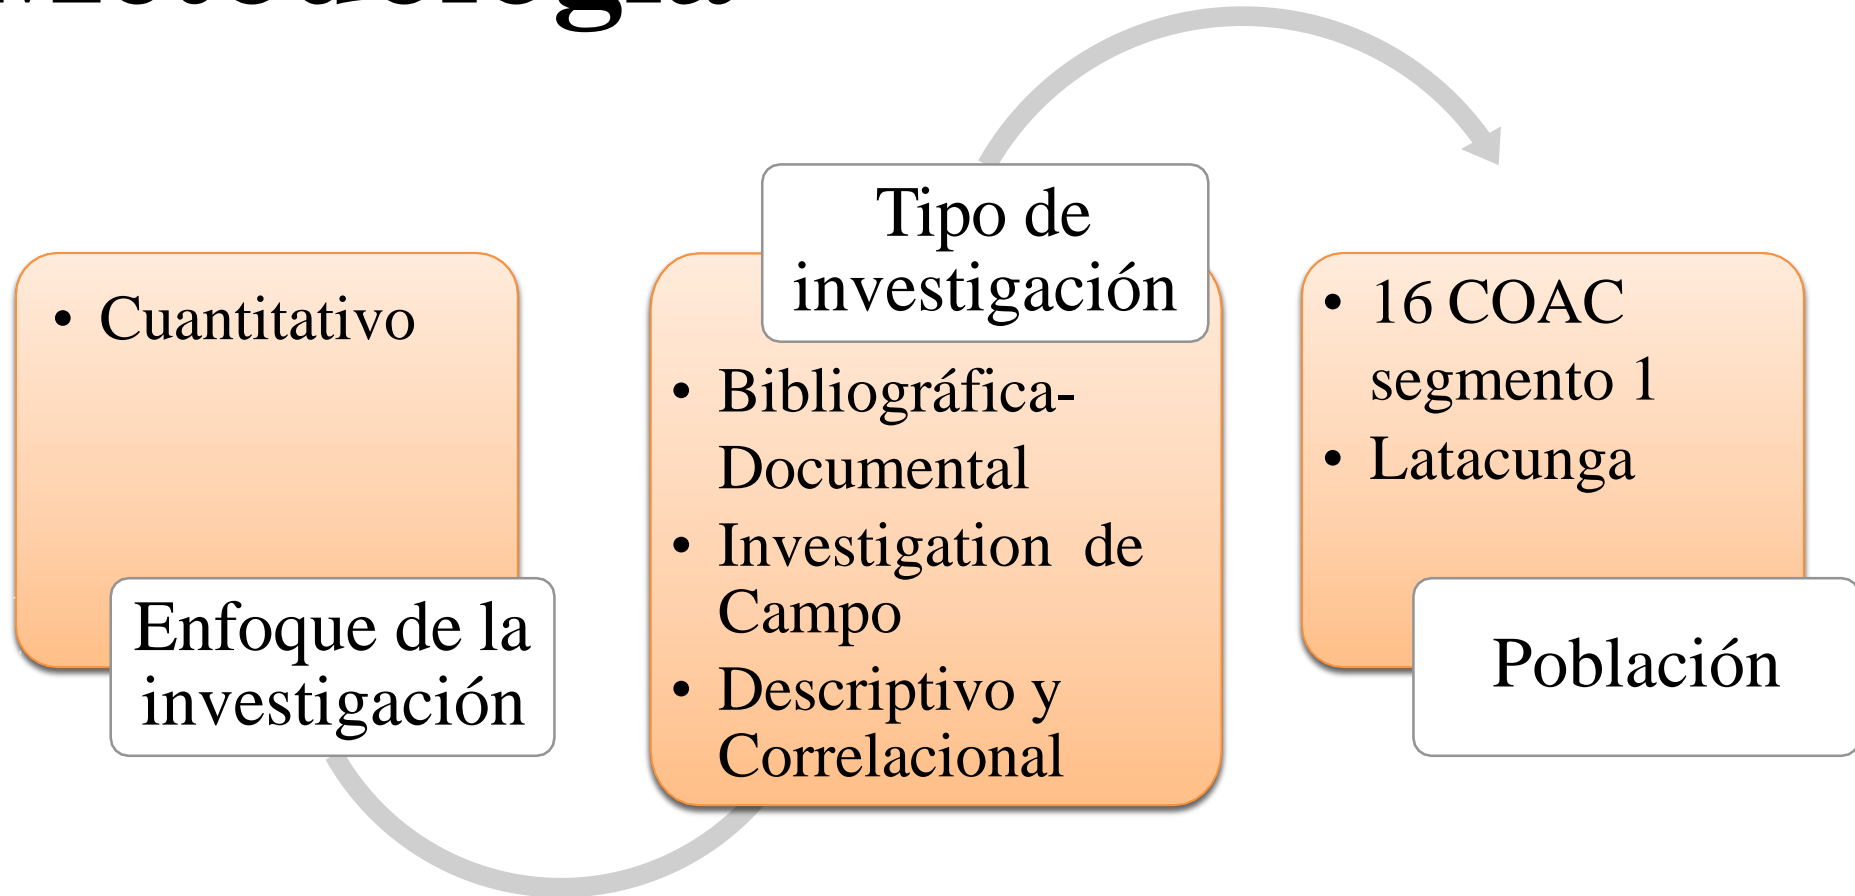 Metodología
• Cuantitativo
Enfoque de la
investigación
Tipo de
investigación
• Bibliográfica-
Documental
• Investigation de
Campo
• Descriptivo y
Correlacional
• 16 COAC
segmento 1
• Latacunga
Población